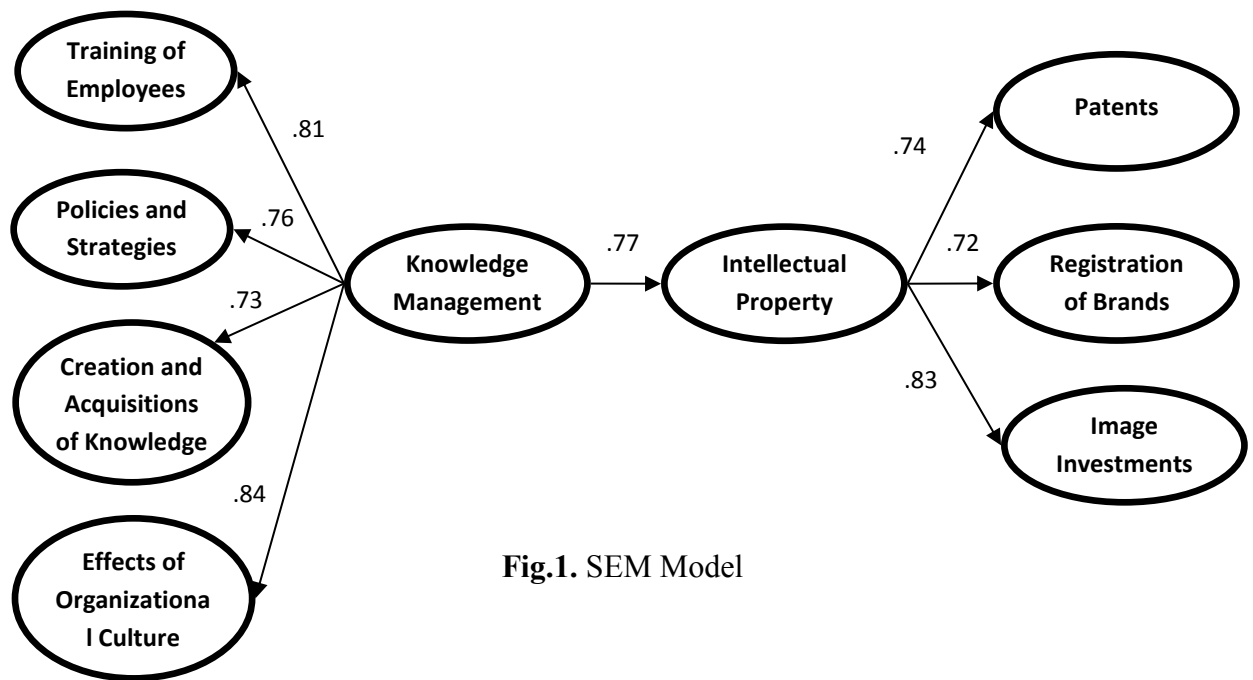 Training of
Employees
.81
Policies and
Strategies
.76
.73
Creation and
Acquisitions
of Knowledge
.84
Effects of
Organizationa
l Culture
Knowledge
Management
.77
Intellectual
Property
.74
Patents
.72
Registration
of Brands
.83
Image
Investments
Fig.1. SEM Model